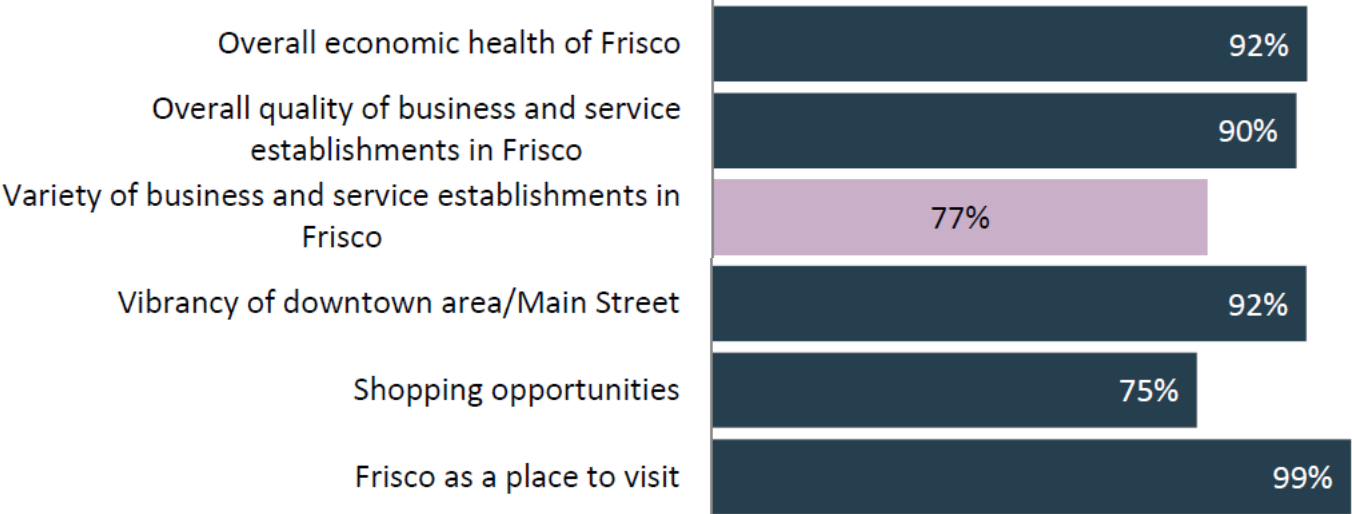 Overall economic health of Frisco
92%
Overall quality of business and service
establishments in Frisco
90%
Variety of business and service establishments in
Frisco
77%
Vibrancy of downtown area/Main Street
92%
Shopping opportunities
75%
Frisco as a place to visit
99%